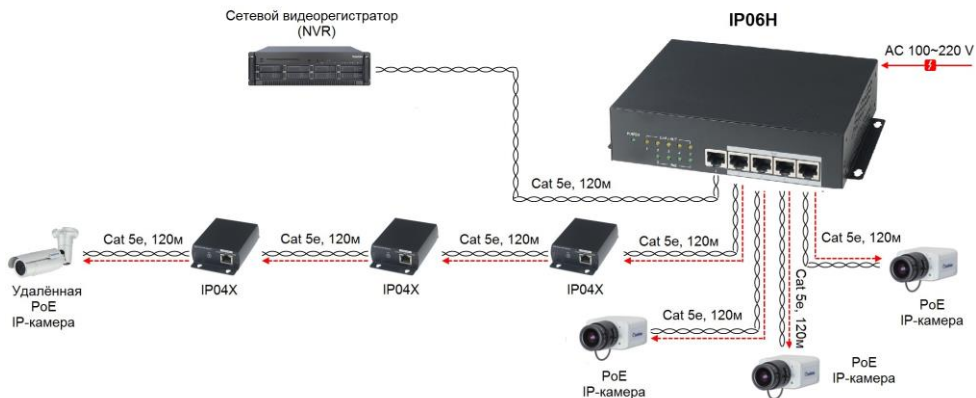 Сетевой видеорегистратор
(NVR)
IP06H
AC 100~220 V
Cat 5e, 120м
Cat 5e, 120м
Cat 5e, 120м
Cat 5e, 120м
Cat 5e, 120м
Cat 5e, 120м
IP04X
IP04X
IP04X
Удалённая
PoE
IP-камера
Cat 5e, 120м
Cat 5e, 120м
PoE
IP-камера
PoE
IP-камера
PoE
IP-камера